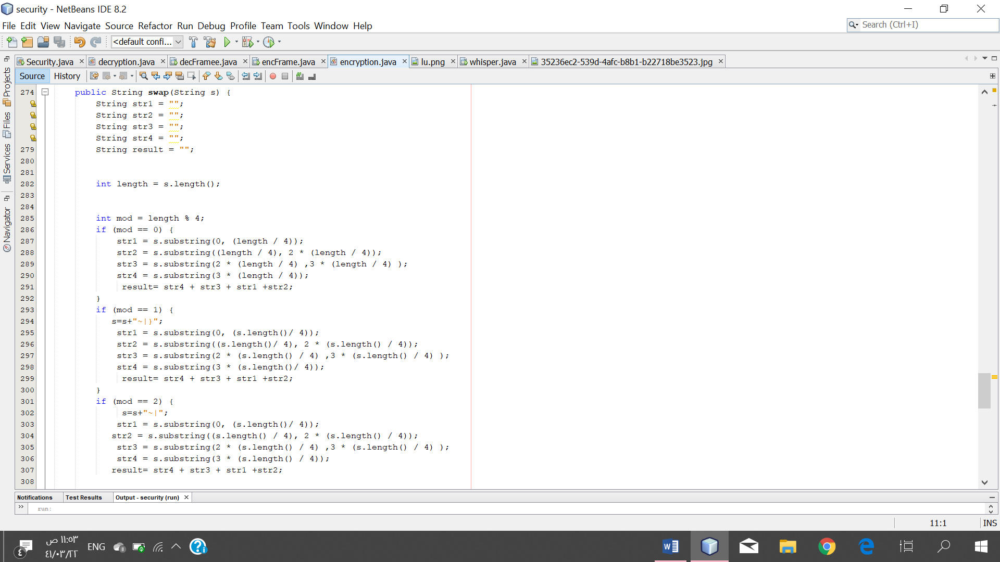 security - NetBeans IDE 8.2
File Edit View Navigate Source Refactor Run Debug Profile Team Tools Window Help
Search (Ctrl+I)
<default confi...
Security.java decryption.java decFramee.java encFrame.java encryption.java lu.png whisper.java 35236ec2-539d-4afc-b8b1-b22718be3523.jpg
Source History
Projects
Files
Services
Navigator
274 public String swap(String s) {
String str1 = "";
String str2 = "";
String str3 = "";
String str4 = "";
279 String result = "";
280
281
282 int length = s.length();
283
284
285 int mod = length % 4;
286 if (mod == 0) {
287 str1 = s.substring(0, (length / 4));
288 str2 = s.substring((length / 4), 2 * (length / 4));
289 str3 = s.substring(2 * (length / 4) ,3 * (length / 4) );
290 str4 = s.substring(3 * (length / 4));
291 result= str4 + str3 + str1 +str2;
292 }
293 if (mod == 1) {
294 s=s+"~|}";
295 str1 = s.substring(0, (s.length()/ 4));
296 str2 = s.substring((s.length()/ 4), 2 * (s.length() / 4));
297 str3 = s.substring(2 * (s.length() / 4) ,3 * (s.length() / 4) );
298 str4 = s.substring(3 * (s.length()/ 4));
299 result= str4 + str3 + str1 +str2;
300 }
301 if (mod == 2) {
302 s=s+"~|";
303 str1 = s.substring(0, (s.length()/ 4));
304 str2 = s.substring((s.length() / 4), 2 * (s.length() / 4));
305 str3 = s.substring(2 * (s.length() / 4) ,3 * (s.length() / 4) );
306 str4 = s.substring(3 * (s.length() / 4));
307 result= str4 + str3 + str1 +str2;
308
Notifications Test Results Output - security (run)
run:
11:1 INS
١١:٥٣ ص
٤١/٠٣/٢٢
ENG
٤